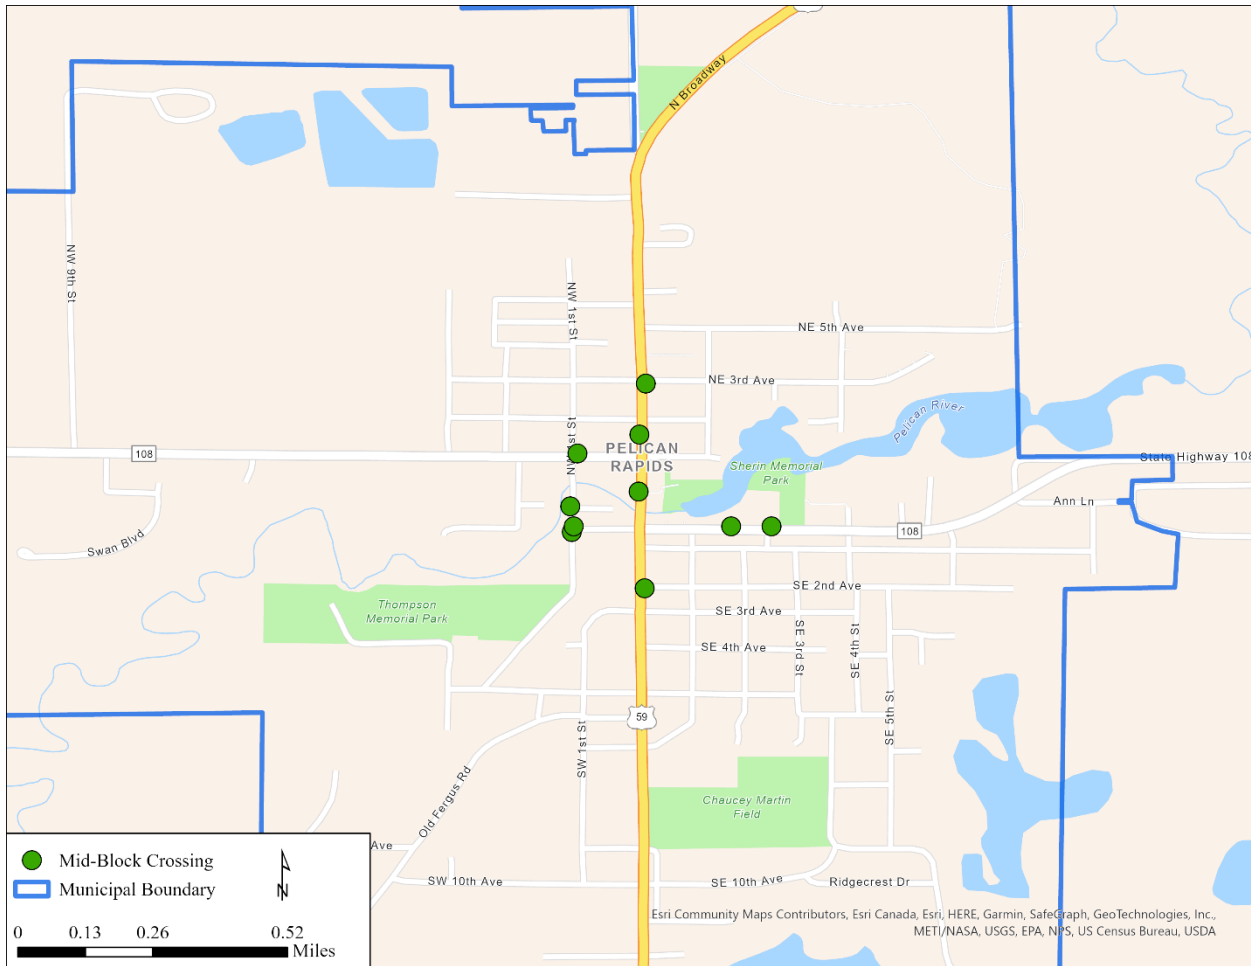 N Broadway
NW 9th St
NW 1st St
NE 5th Ave
NE 3rd Ave
Pelican River
NW 1st St
PELICAN
RAPIDS
108
State Highway 108
Sherin Memorial
Park
Ann Ln
108
Swan Blvd
SE 2nd Ave
Thompson
Memorial Park
SE 3rd Ave
SE 4th Ave
SE 3rd St
SE 4th St
SE 5th St
59
SW 1st St
Old Fergus Rd
Chaucey Martin
Field
Ave
SW 10th Ave
SE 10th Ave
Ridgecrest Dr
Mid-Block Crossing
Municipal Boundary
N
0 0.13 0.26 0.52
Miles
Esri Community Maps Contributors, Esri Canada, Esri, HERE, Garmin, SafeGraph, GeoTechnologies, Inc.,
METI/NASA, USGS, EPA, NPS, US Census Bureau, USDA